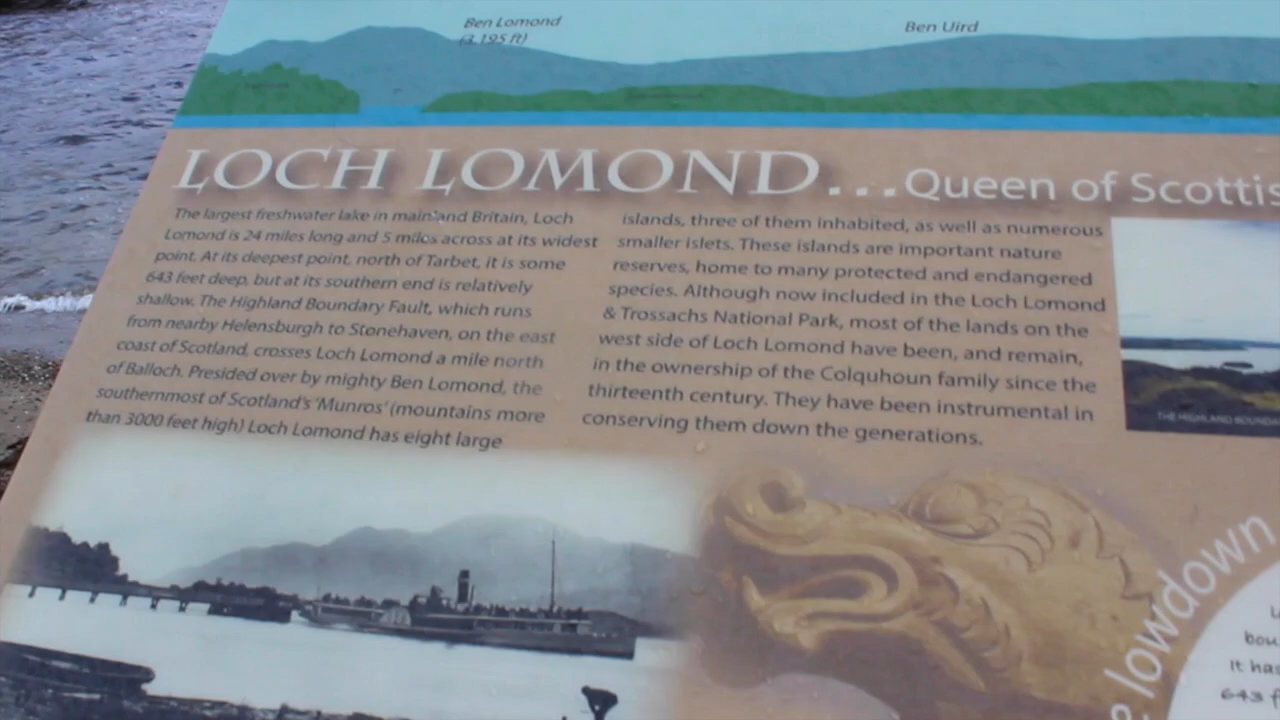 Ben Lomond
(3,195 ft)
Ben Uird
LOCH LOMOND... Queen of Scottis
The largest freshwater lake in mainland Britain, Loch
Lomond is 24 miles long and 5 miles across at its widest
point. At its deepest point, north of Tarbet, it is some
643 feet deep, but at its southern end is relatively
shallow. The Highland Boundary Fault, which runs
from nearby Helensburgh to Stonehaven, on the east
coast of Scotland, crosses Loch Lomond a mile north
of Balloch. Presided over by mighty Ben Lomond, the
southernmost of Scotland's 'Munros' (mountains more
than 3000 feet high) Loch Lomond has eight large
islands, three of them inhabited, as well as numerous
smaller islets. These islands are important nature
reserves, home to many protected and endangered
species. Although now included in the Loch Lomond
& Trossachs National Park, most of the lands on the
west side of Loch Lomond have been, and remain,
in the ownership of the Colquhoun family since the
thirteenth century. They have been instrumental in
conserving them down the generations.
THE HIGHLAND BOUND
lowdown
bou
It has
643 f